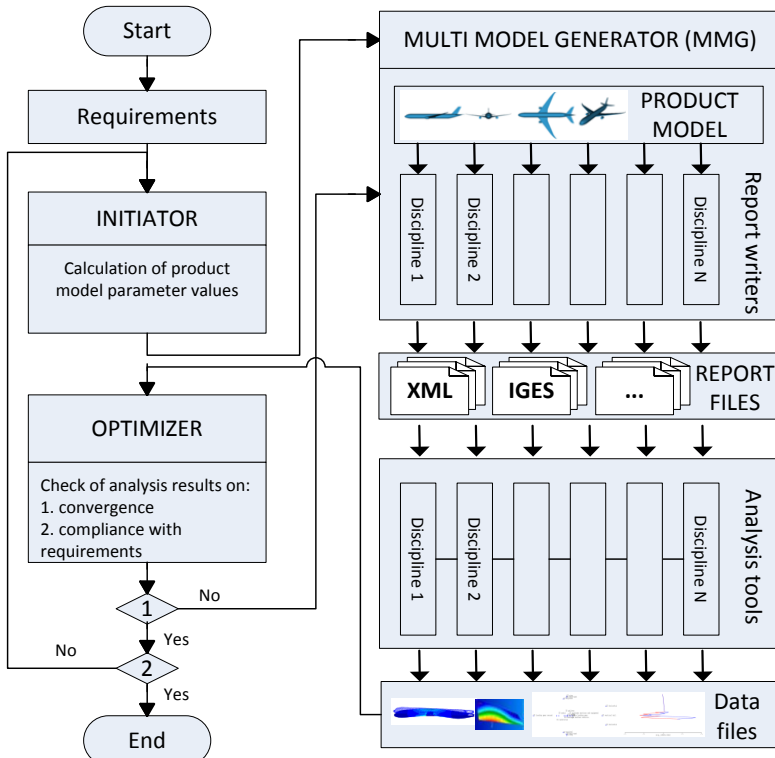 Start
Requirements
INITIATOR
Calculation of product
model parameter values
OPTIMIZER
Check of analysis results on:
1. convergence
2. compliance with
requirements
1
No
Yes
2
No
Yes
End
MULTI MODEL GENERATOR (MMG)
PRODUCT
MODEL
Discipline 1
Discipline 2
Discipline N
Report writers
XML
IGES
...
REPORT
FILES
Discipline 1
Discipline 2
Discipline N
Analysis tools
Data
files